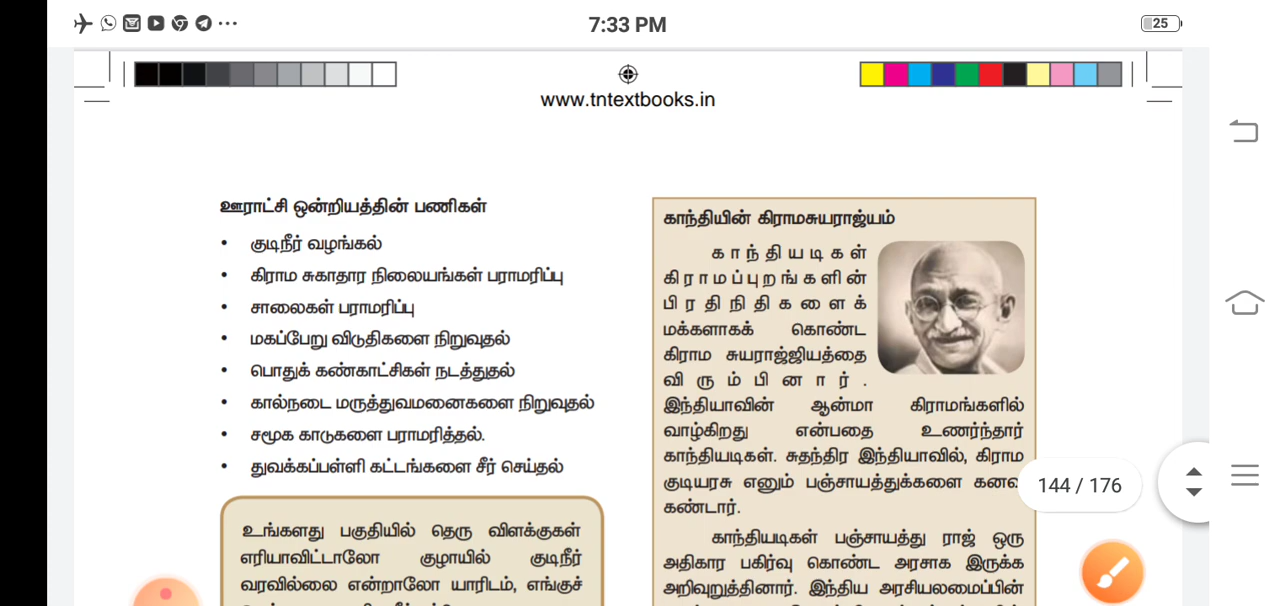 7:33 PM
25
www.tntextbooks.in
ஊராட்சி ஒன்றியத்தின் பணிகள்
• குடிநீர் வழங்கல்
• கிராம சுகாதார நிலையங்கள் பராமரிப்பு
• சாலைகள் பராமரிப்பு
• மகப்பேறு விடுதிகளை நிறுவுதல்
• பொதுக் கண்காட்சிகள் நடத்துதல்
• கால்நடை மருத்துவமனைகளை நிறுவுதல்
• சமூக காடுகளை பராமரித்தல்.
• துவக்கப்பள்ளி கட்டங்களை சீர் செய்தல்
உங்களது பகுதியில் தெரு விளக்குகள்
எரியாவிட்டாலோ குழாயில் குடிநீர்
வரவில்லை என்றாலோ யாரிடம், எங்குச்
காந்தியின் கிராமசுயராஜ்யம்
காந்தியடிகள்
கிராமப்புறங்களின்
பிரதிநிதிகளைக்
மக்களாகக் கொண்ட
கிராம சுயராஜ்ஜியத்தை
விரும்பினார்.
இந்தியாவின் ஆன்மா கிராமங்களில்
வாழ்கிறது என்பதை உணர்ந்தார்
காந்தியடிகள். சுதந்திர இந்தியாவில், கிராம
குடியரசு எனும் பஞ்சாயத்துக்களை கனவு
கண்டார்.
காந்தியடிகள் பஞ்சாயத்து ராஜ் ஒரு
அதிகார பகிர்வு கொண்ட அரசாக இருக்க
அறிவுறுத்தினார். இந்திய அரசியலமைப்பின்
144 / 176